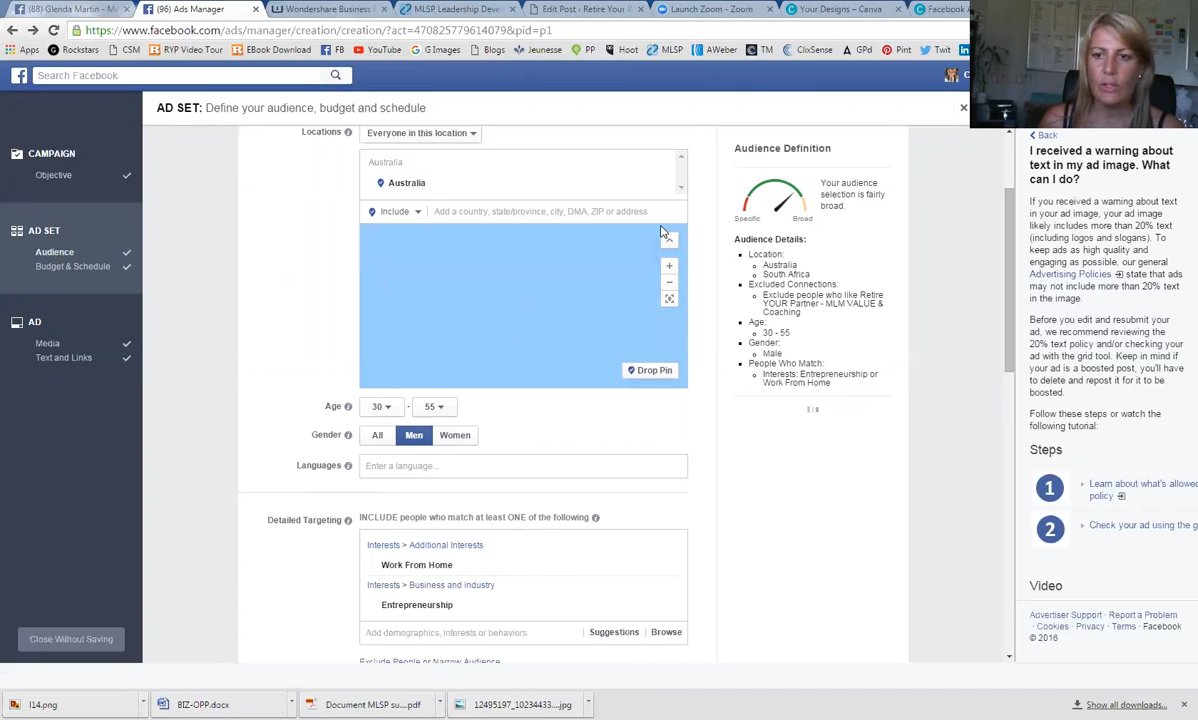 (88) Glenda Martin - M
(96) Ads Manager
Wondershare Business
MLSP Leadership Devel
Edit Post ‹ Retire Your P
Launch Zoom - Zoom
Your Designs – Canva
Facebook A
https://www.facebook.com/ads/manager/creation/creation/?act=470825779614079&pid=p1
Apps
Rockstars
CSM
RYP Video Tour
EBook Download
FB
YouTube
G Images
Blogs
Jeunesse
PP
Hoot
MLSP
AWeber
TM
ClixSense
GPd
Pint
Twit
Search Facebook
AD SET: Define your audience, budget and schedule
CAMPAIGN
Objective
AD SET
Audience
Budget & Schedule
AD
Media
Text and Links
Close Without Saving
Locations
Everyone in this location
Australia
Australia
Include
Add a country, state/province, city, DMA, ZIP or address
Drop Pin
Age
30 - 55
Gender
All Men Women
Languages
Enter a language...
Detailed Targeting
INCLUDE people who match at least ONE of the following
Interests > Additional Interests
Work From Home
Interests > Business and industry
Entrepreneurship
Add demographics, interests or behaviors
Suggestions
Browse
Exclude People or Narrow Audience
Audience Definition
Specific
Broad
Your audience
selection is fairly
broad.
Audience Details:
Location:
Australia
South Africa
Excluded Connections:
Exclude people who like Retire
YOUR Partner - MLM VALUE &
Coaching
Age:
30 - 55
Gender:
Male
People Who Match:
Interests: Entrepreneurship or
Work From Home
Back
I received a warning about
text in my ad image. What
can I do?
If you received a warning about
text in your ad image, your ad
image likely includes more than 20% text
(including logos and slogans). To
keep ads as high quality and
engaging as possible, our general
Advertising Policies state that ads
may not include more than 20% text
in the image.
Before you edit and resubmit your
ad, we recommend reviewing the
20% text policy and/or checking your
ad with the grid tool. Keep in mind if
your ad is a boosted post, you'll have
to delete and repost it for it to be
boosted.
Follow these steps or watch the
following tutorial:
Steps
1
Learn about what's allowed
policy
2
Check your ad using the g
Video
Advertiser Support · Report a Problem
· Cookies · Privacy · Terms · Facebook
© 2016
I14.png
BIZ-OPP.docx
Document MLSP su....pdf
12495197_10234433....jpg
Show all downloads...